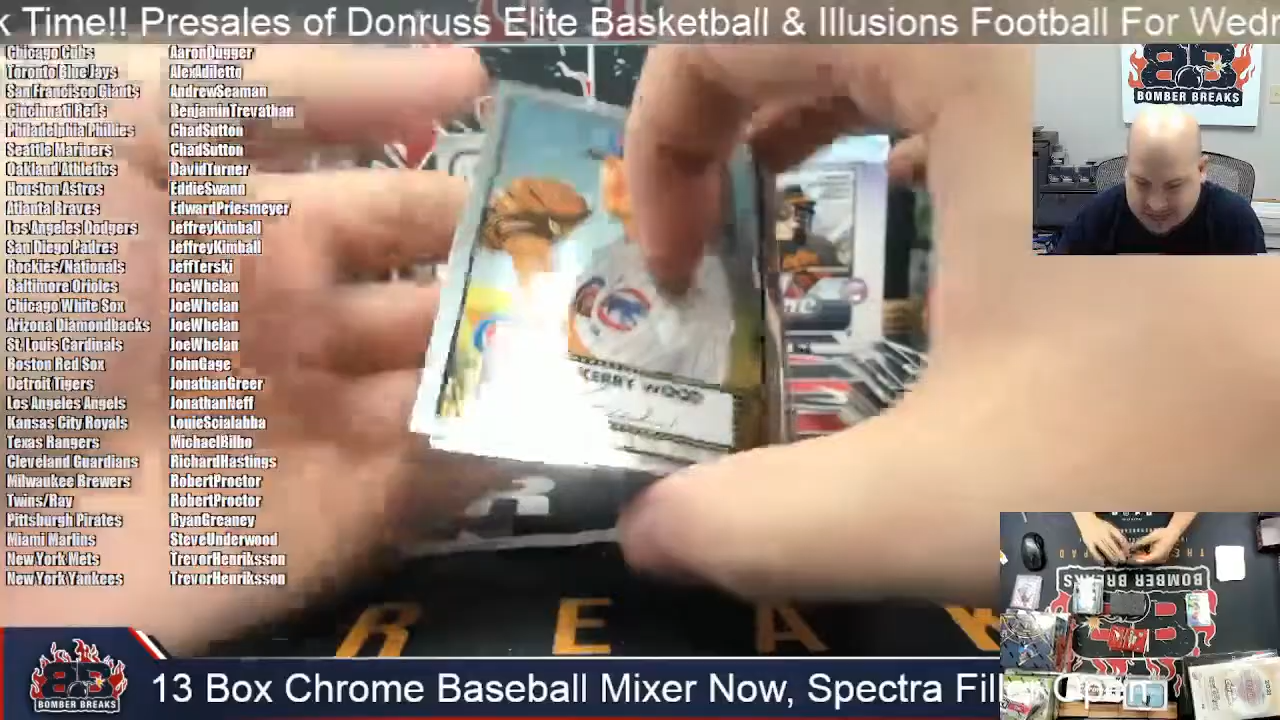 k Time!! Presales of Donruss Elite Basketball & Illusions Football For Wedn
Chicago Cubs AaronDugger
Toronto Blue Jays AlexAdiletto
San Francisco Giants AndrewSeaman
Cincinnati Reds BenjaminTrevathan
Philadelphia Phillies ChadSutton
Seattle Mariners ChadSutton
Oakland Athletics DavidTurner
Houston Astros EddieSwann
Atlanta Braves EdwardPriesmeyer
Los Angeles Dodgers JeffreyKimball
San Diego Padres JeffreyKimball
Rockies/Nationals JeffTerski
Baltimore Orioles JoeWhelan
Chicago White Sox JoeWhelan
Arizona Diamondbacks JoeWhelan
St. Louis Cardinals JoeWhelan
Boston Red Sox JohnGage
Detroit Tigers JonathanGreer
Los Angeles Angels JonathanNeff
Kansas City Royals LouieScialabba
Texas Rangers MichaelBilbo
Cleveland Guardians RichardHastings
Milwaukee Brewers RobertProctor
Twins/Ray RobertProctor
Pittsburgh Pirates RyanGreaney
Miami Marlins SteveUnderwood
New York Mets TrevorHenriksson
New York Yankees TrevorHenriksson
BOMBER BREAKS
KERRY WOOD
R E A K
BOMBER BREAKS
BOMBER BREAKS
13 Box Chrome Baseball Mixer Now, Spectra Filler Open